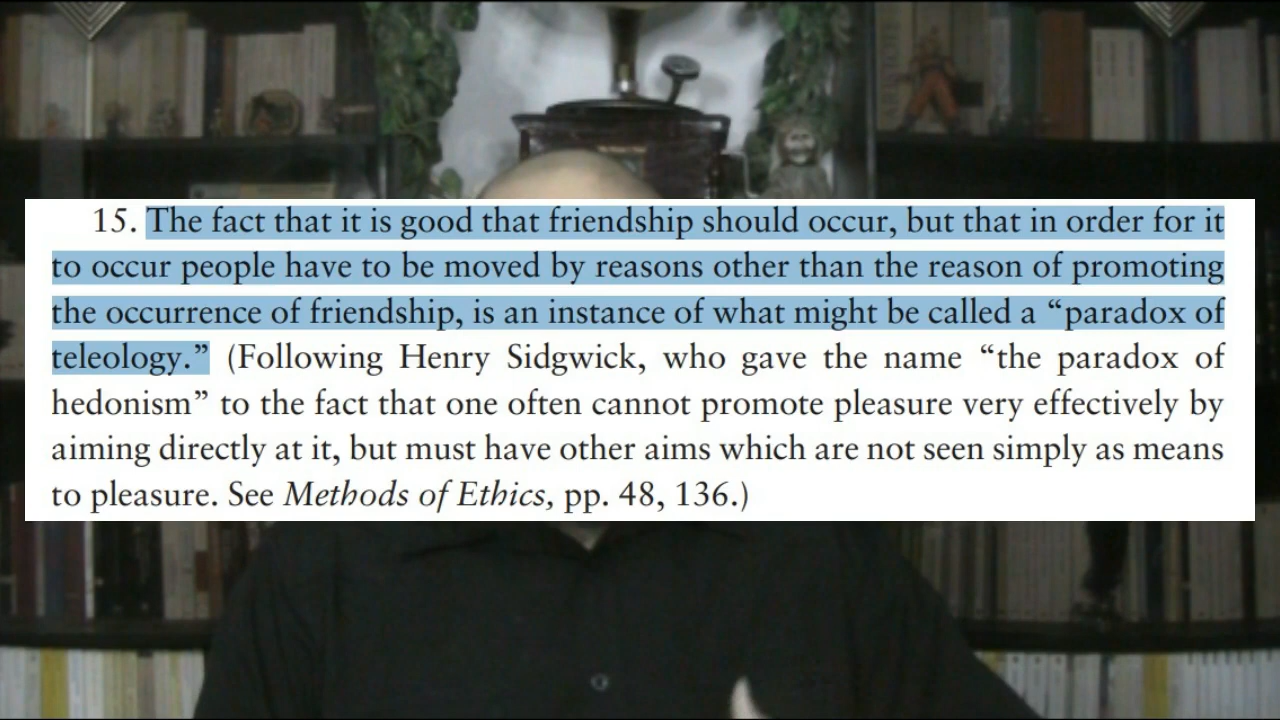 15. The fact that it is good that friendship should occur, but that in order for it
to occur people have to be moved by reasons other than the reason of promoting
the occurrence of friendship, is an instance of what might be called a “paradox of
teleology.” (Following Henry Sidgwick, who gave the name “the paradox of
hedonism” to the fact that one often cannot promote pleasure very effectively by
aiming directly at it, but must have other aims which are not seen simply as means
to pleasure. See Methods of Ethics, pp. 48, 136.)